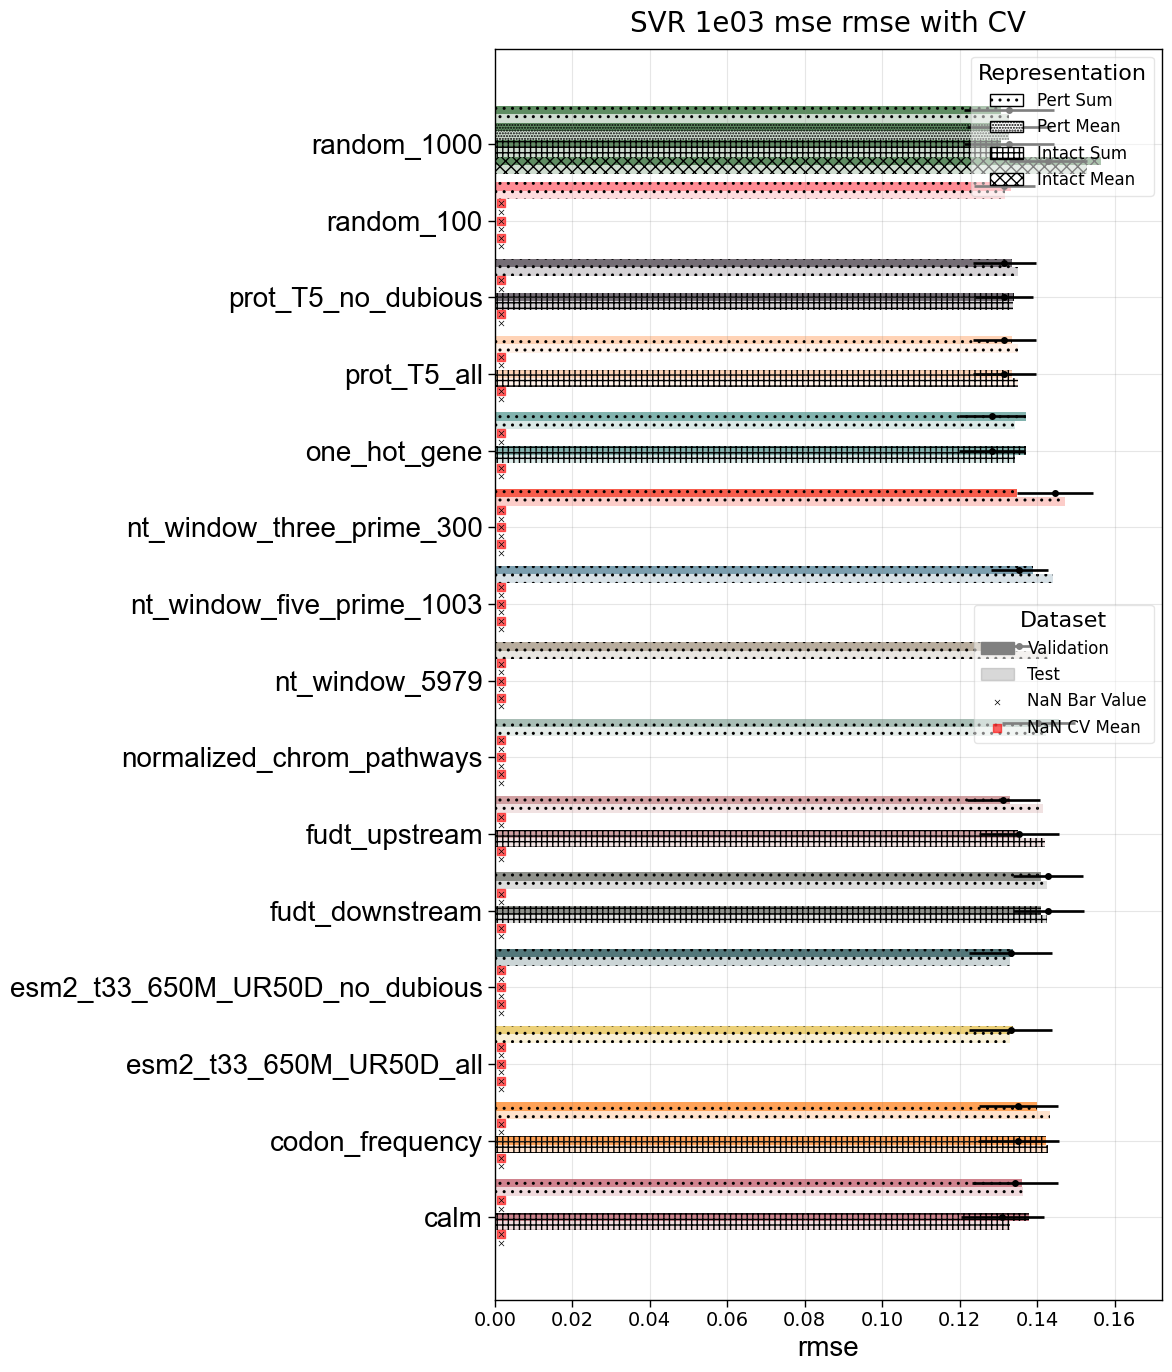 SVR 1e03 mse rmse with CV
Representation
Pert Sum
Pert Mean
Intact Sum
Intact Mean
random_1000
random_100
prot_T5_no_dubious
prot_T5_all
one_hot_gene
nt_window_three_prime_300
nt_window_five_prime_1003
Dataset
Validation
Test
NaN Bar Value
NaN CV Mean
nt_window_5979
normalized_chrom_pathways
fudt_upstream
fudt_downstream
esm2_t33_650M_UR50D_no_dubious
esm2_t33_650M_UR50D_all
codon_frequency
calm
0.00 0.02 0.04 0.06 0.08 0.10 0.12 0.14 0.16
rmse